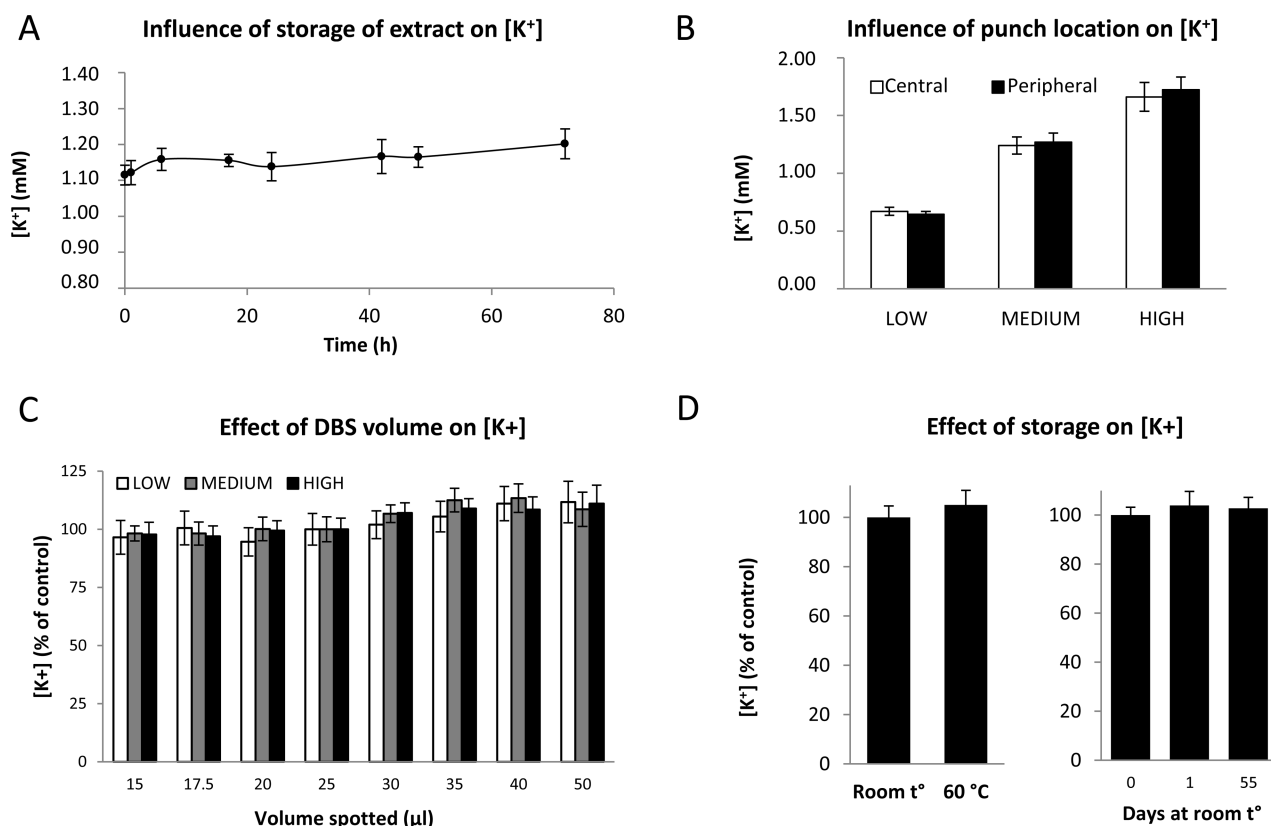 A
Influence of storage of extract on [K⁺]
[K⁺] (mM)
1.40
1.30
1.20
1.10
1.00
0.90
0.80
0 20 40 60 80
Time (h)
B
Influence of punch location on [K⁺]
[K⁺] (mM)
2.00
1.50
1.00
0.50
0.00
Central Peripheral
LOW MEDIUM HIGH
C
Effect of DBS volume on [K+]
[K+] (% of control)
125
100
75
50
25
0
LOW MEDIUM HIGH
15 17.5 20 25 30 35 40 50
Volume spotted (µl)
D
Effect of storage on [K+]
[K⁺] (% of control)
100
80
60
40
20
0
Room t° 60 °C
100
80
60
40
20
0
0 1 55
Days at room t°